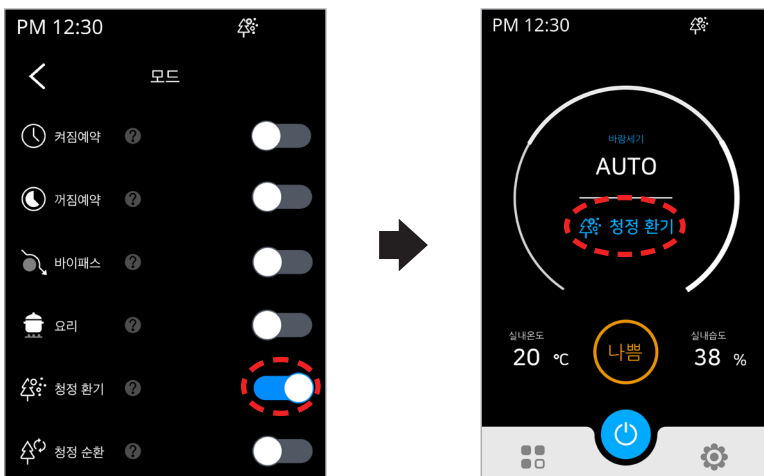 PM 12:30
모드
켜짐예약 ?
꺼짐예약 ?
바이패스 ?
요리 ?
청정 환기 ?
청정 순환 ?
PM 12:30
바람세기
AUTO
청정 환기
실내온도
20 ℃
나쁨
실내습도
38 %